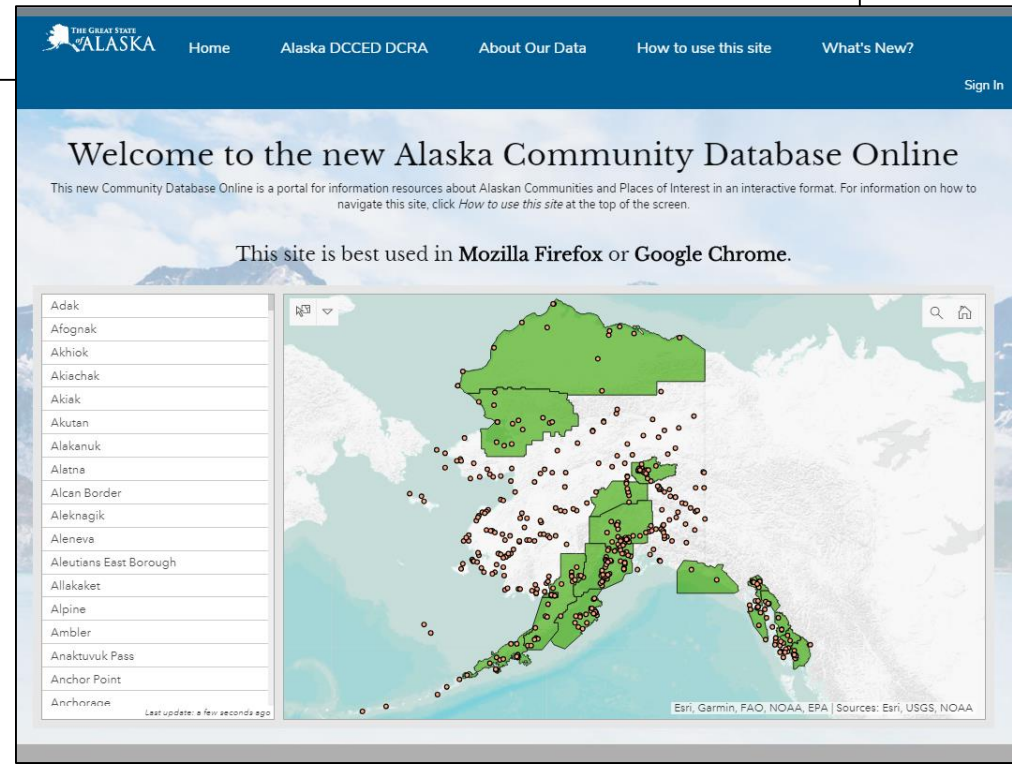 THE GREAT STATE
of ALASKA
Home
Alaska DCCED DCRA
About Our Data
How to use this site
What's New?
Sign In
Welcome to the new Alaska Community Database Online
This new Community Database Online is a portal for information resources about Alaskan Communities and Places of Interest in an interactive format. For information on how to
navigate this site, click How to use this site at the top of the screen.
This site is best used in Mozilla Firefox or Google Chrome.
Adak
Afognak
Akhiok
Akiachak
Akiak
Akutan
Alakanuk
Alatna
Alcan Border
Aleknagik
Aleneva
Aleutians East Borough
Allakaket
Alpine
Ambler
Anaktuvuk Pass
Anchor Point
Anchorage
Last update: a few seconds ago
Esri, Garmin, FAO, NOAA, EPA | Sources: Esri, USGS, NOAA